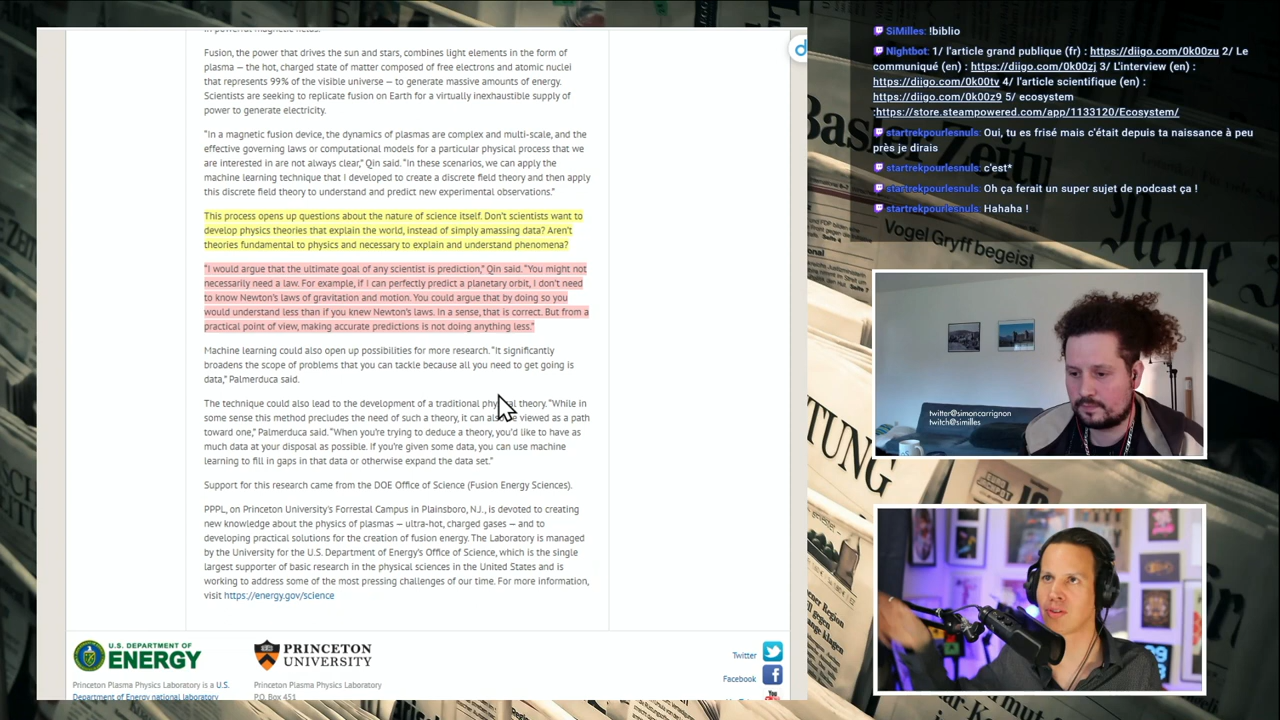 in powerful magnetic fields.
Fusion, the power that drives the sun and stars, combines light elements in the form of
plasma — the hot, charged state of matter composed of free electrons and atomic nuclei
that represents 99% of the visible universe — to generate massive amounts of energy.
Scientists are seeking to replicate fusion on Earth for a virtually inexhaustible supply of
power to generate electricity.
“In a magnetic fusion device, the dynamics of plasmas are complex and multi-scale, and the
effective governing laws or computational models for a particular physical process that we
are interested in are not always clear,” Qin said. “In these scenarios, we can apply the
machine learning technique that I developed to create a discrete field theory and then apply
this discrete field theory to understand and predict new experimental observations.”
This process opens up questions about the nature of science itself. Don’t scientists want to
develop physics theories that explain the world, instead of simply amassing data? Aren’t
theories fundamental to physics and necessary to explain and understand phenomena?
“I would argue that the ultimate goal of any scientist is prediction,” Qin said. “You might not
necessarily need a law. For example, if I can perfectly predict a planetary orbit, I don’t need
to know Newton’s laws of gravitation and motion. You could argue that by doing so you
would understand less than if you knew Newton’s laws. In a sense, that is correct. But from a
practical point of view, making accurate predictions is not doing anything less.”
Machine learning could also open up possibilities for more research. “It significantly
broadens the scope of problems that you can tackle because all you need to get going is
data,” Palmerduca said.
The technique could also lead to the development of a traditional physical theory. “While in
some sense this method precludes the need of such a theory, it can also be viewed as a path
toward one,” Palmerduca said. “When you’re trying to deduce a theory, you’d like to have as
much data at your disposal as possible. If you’re given some data, you can use machine
learning to fill in gaps in that data or otherwise expand the data set.”
Support for this research came from the DOE Office of Science (Fusion Energy Sciences).
PPPL, on Princeton University's Forrestal Campus in Plainsboro, N.J., is devoted to creating
new knowledge about the physics of plasmas — ultra-hot, charged gases — and to
developing practical solutions for the creation of fusion energy. The Laboratory is managed
by the University for the U.S. Department of Energy’s Office of Science, which is the single
largest supporter of basic research in the physical sciences in the United States and is
working to address some of the most pressing challenges of our time. For more information,
visit https://energy.gov/science
U.S. DEPARTMENT OF
ENERGY
PRINCETON
UNIVERSITY
Princeton Plasma Physics Laboratory is a U.S.
Department of Energy national laboratory
Princeton Plasma Physics Laboratory
P.O. Box 451
Twitter
Facebook
You
d
SiMilles: !biblio
Nightbot: 1/ l'article grand publique (fr) : https://diigo.com/0k00zu 2/ Le
communiqué (en) : https://diigo.com/0k00zj 3/ L'interview (en) :
https://diigo.com/0k00tv 4/ l'article scientifique (en) :
https://diigo.com/0k00z9 5/ ecosystem
:https://store.steampowered.com/app/1133120/Ecosystem/
startrekpourlesnuls: Oui, tu es frisé mais c'était depuis ta naissance à peu
près je dirais
startrekpourlesnuls: c'est*
startrekpourlesnuls: Oh ça ferait un super sujet de podcast ça !
startrekpourlesnuls: Hahaha !
Vogel Gryff begeist
twitter@simoncarrignon
twitch@similles